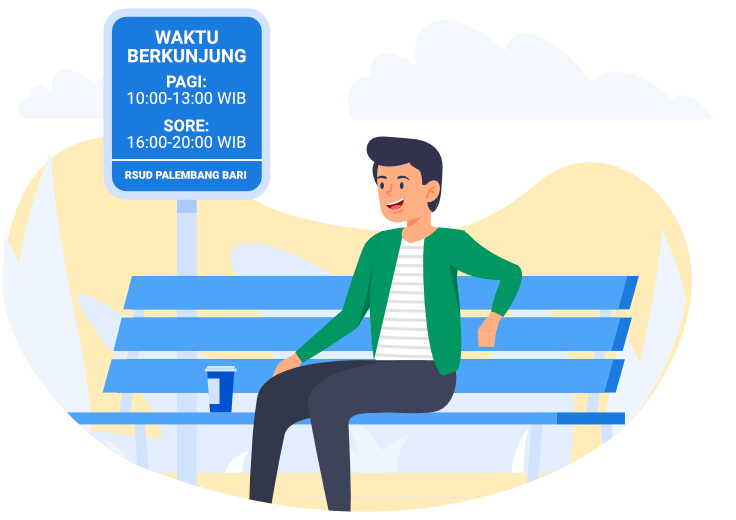 WAKTU
BERKUNJUNG
PAGI:
10:00-13:00 WIB
SORE:
16:00-20:00 WIB
RSUD PALEMBANG BARI